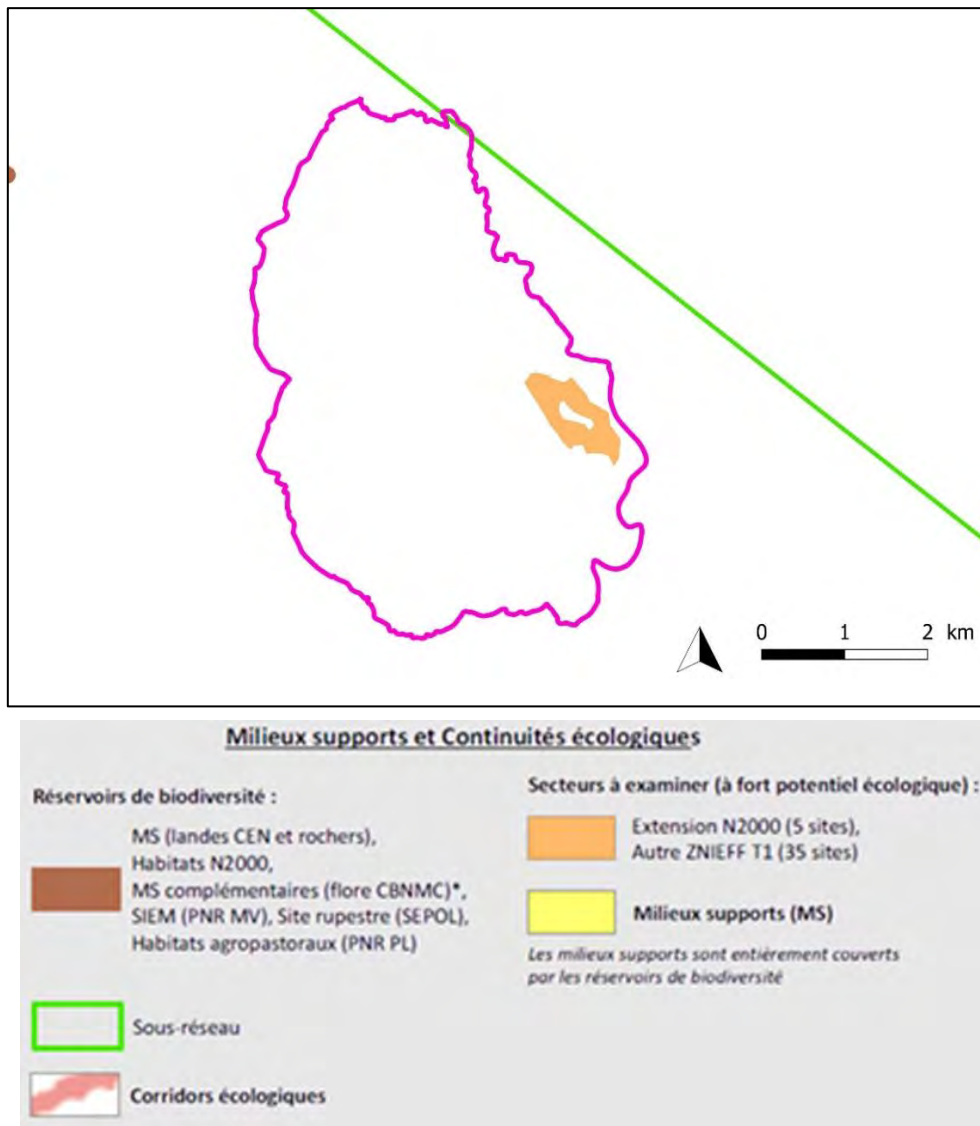 0 1 2 km
Milieux supports et Continuités écologiques
Réservoirs de biodiversité :
MS (landes CEN et rochers),
Habitats N2000,
MS complémentaires (flore CBNMC)*,
SIEM (PNR MV), Site rupestre (SEPOL),
Habitats agropastoraux (PNR PL)
Sous-réseau
Corridors écologiques
Secteurs à examiner (à fort potentiel écologique) :
Extension N2000 (5 sites),
Autre ZNIEFF T1 (35 sites)
Milieux supports (MS)
Les milieux supports sont entièrement couverts
par les réservoirs de biodiversité